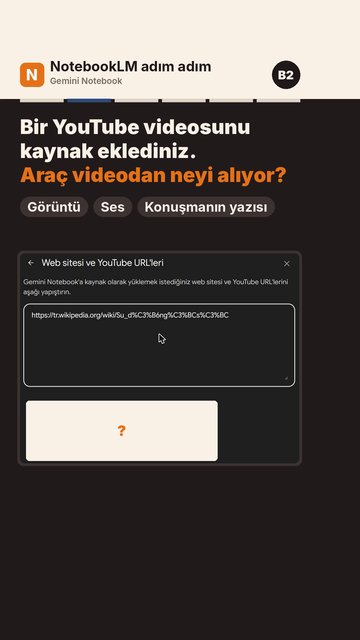 N
NotebookLM adım adım
Gemini Notebook
B2
Bir YouTube videosunu
kaynak eklediniz.
Araç videodan neyi alıyor?
Görüntü
Ses
Konuşmanın yazısı
Web sitesi ve YouTube URL'leri
Gemini Notebook'a kaynak olarak yüklemek istediğiniz web sitesi ve YouTube URL'lerini
aşağı yapıştırın.
https://tr.wikipedia.org/wiki/Su_d%C3%B6ng%C3%BCs%C3%BC
?